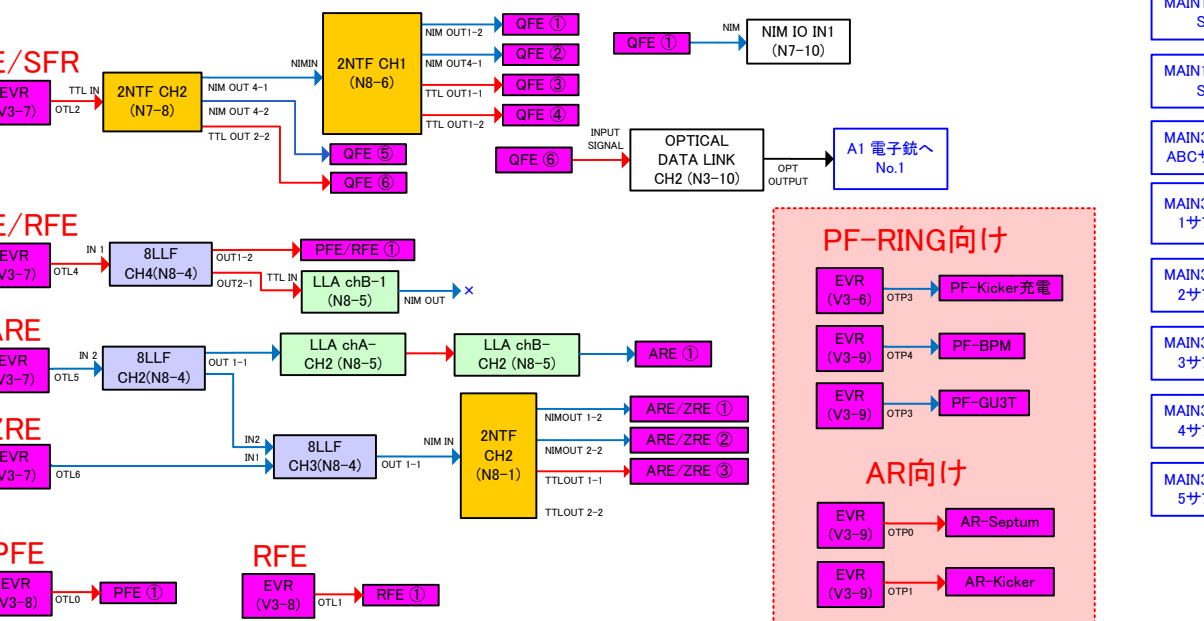 E/SFR
EVR
(V3-7)
OTL2
TTL IN
2NTF CH2
(N7-8)
NIM OUT 4-1
NIM OUT 4-2
TTL OUT 2-2
NIMIN
2NTF CH1
(N8-6)
NIM OUT1-2
NIM OUT4-1
TTL OUT1-1
TTL OUT1-2
QFE ①
QFE ②
QFE ③
QFE ④
QFE ⑤
QFE ⑥
QFE ①
NIM
NIM IO IN1
(N7-10)
QFE ⑥
INPUT
SIGNAL
OPTICAL
DATA LINK
CH2 (N3-10)
OPT
OUTPUT
A1 電子銃へ
No.1
E/RFE
EVR
(V3-7)
OTL4
IN 1
8LLF
CH4(N8-4)
OUT1-2
OUT2-1
PFE/RFE ①
TTL IN
LLA chB-1
(N8-5)
NIM OUT
×
ARE
EVR
(V3-7)
OTL5
IN 2
8LLF
CH2(N8-4)
OUT 1-1
LLA chA-
CH2 (N8-5)
LLA chB-
CH2 (N8-5)
ARE ①
ZRE
EVR
(V3-7)
OTL6
IN2
IN1
8LLF
CH3(N8-4)
OUT 1-1
NIM IN
2NTF
CH2
(N8-1)
NIMOUT 1-2
NIMOUT 2-2
TTLOUT 1-1
TTLOUT 2-2
ARE/ZRE ①
ARE/ZRE ②
ARE/ZRE ③
PFE
EVR
(V3-8)
OTL0
PFE ①
RFE
EVR
(V3-8)
OTL1
RFE ①
PF-RING向け
EVR
(V3-6)
OTP3
PF-Kicker充電
EVR
(V3-9)
OTP4
PF-BPM
EVR
(V3-9)
OTP3
PF-GU3T
AR向け
EVR
(V3-9)
OTP0
AR-Septum
EVR
(V3-9)
OTP1
AR-Kicker
MAIN1
S
MAIN1
S
MAIN3
ABCサ
MAIN3
1サ
MAIN3
2サ
MAIN3
3サ
MAIN3
4サ
MAIN3
5サ